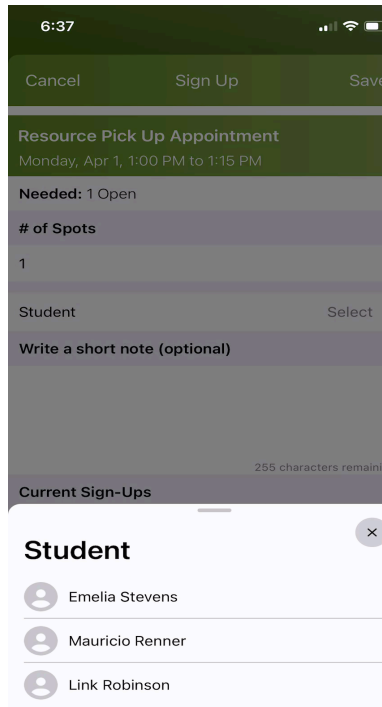 6:37
Cancel Sign Up Save
Resource Pick Up Appointment
Monday, Apr 1, 1:00 PM to 1:15 PM
Needed: 1 Open
# of Spots
1
Student Select
Write a short note (optional)
255 characters remaini
Current Sign-Ups
Student
Emelia Stevens
Mauricio Renner
Link Robinson